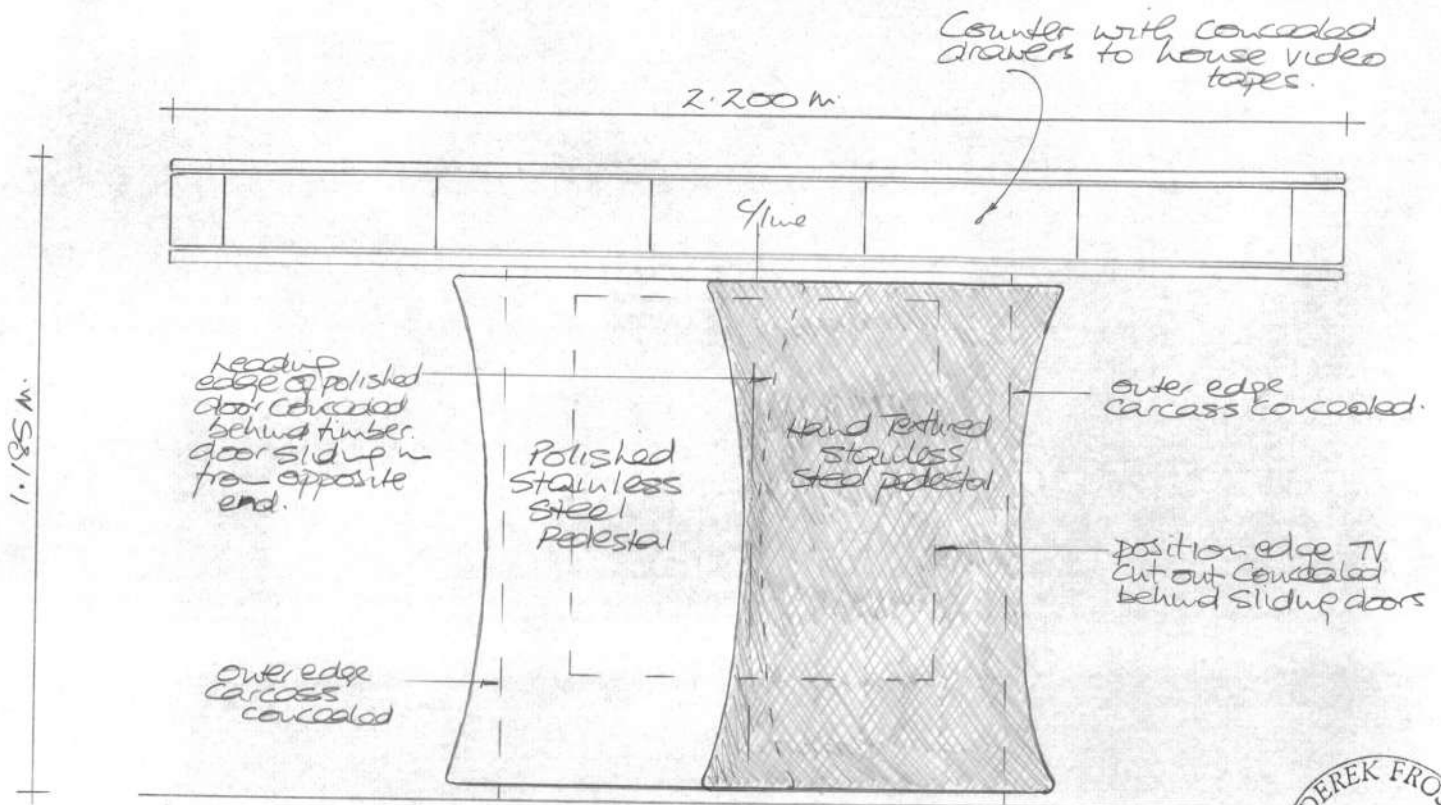 Counter with concealed
drawers to house video
tapes.
2.200 m.
C/line
1.185 m.
Leading
edge of polished
door concealed
behind timber.
door sliding in
from opposite
end.
Polished
Stainless
Steel
Pedestal
Hand Textured
stainless
Steel pedestal
outer edge
carcass concealed.
position edge TV
cut out concealed
behind sliding doors
outer edge
carcass
concealed
DEREK FROS